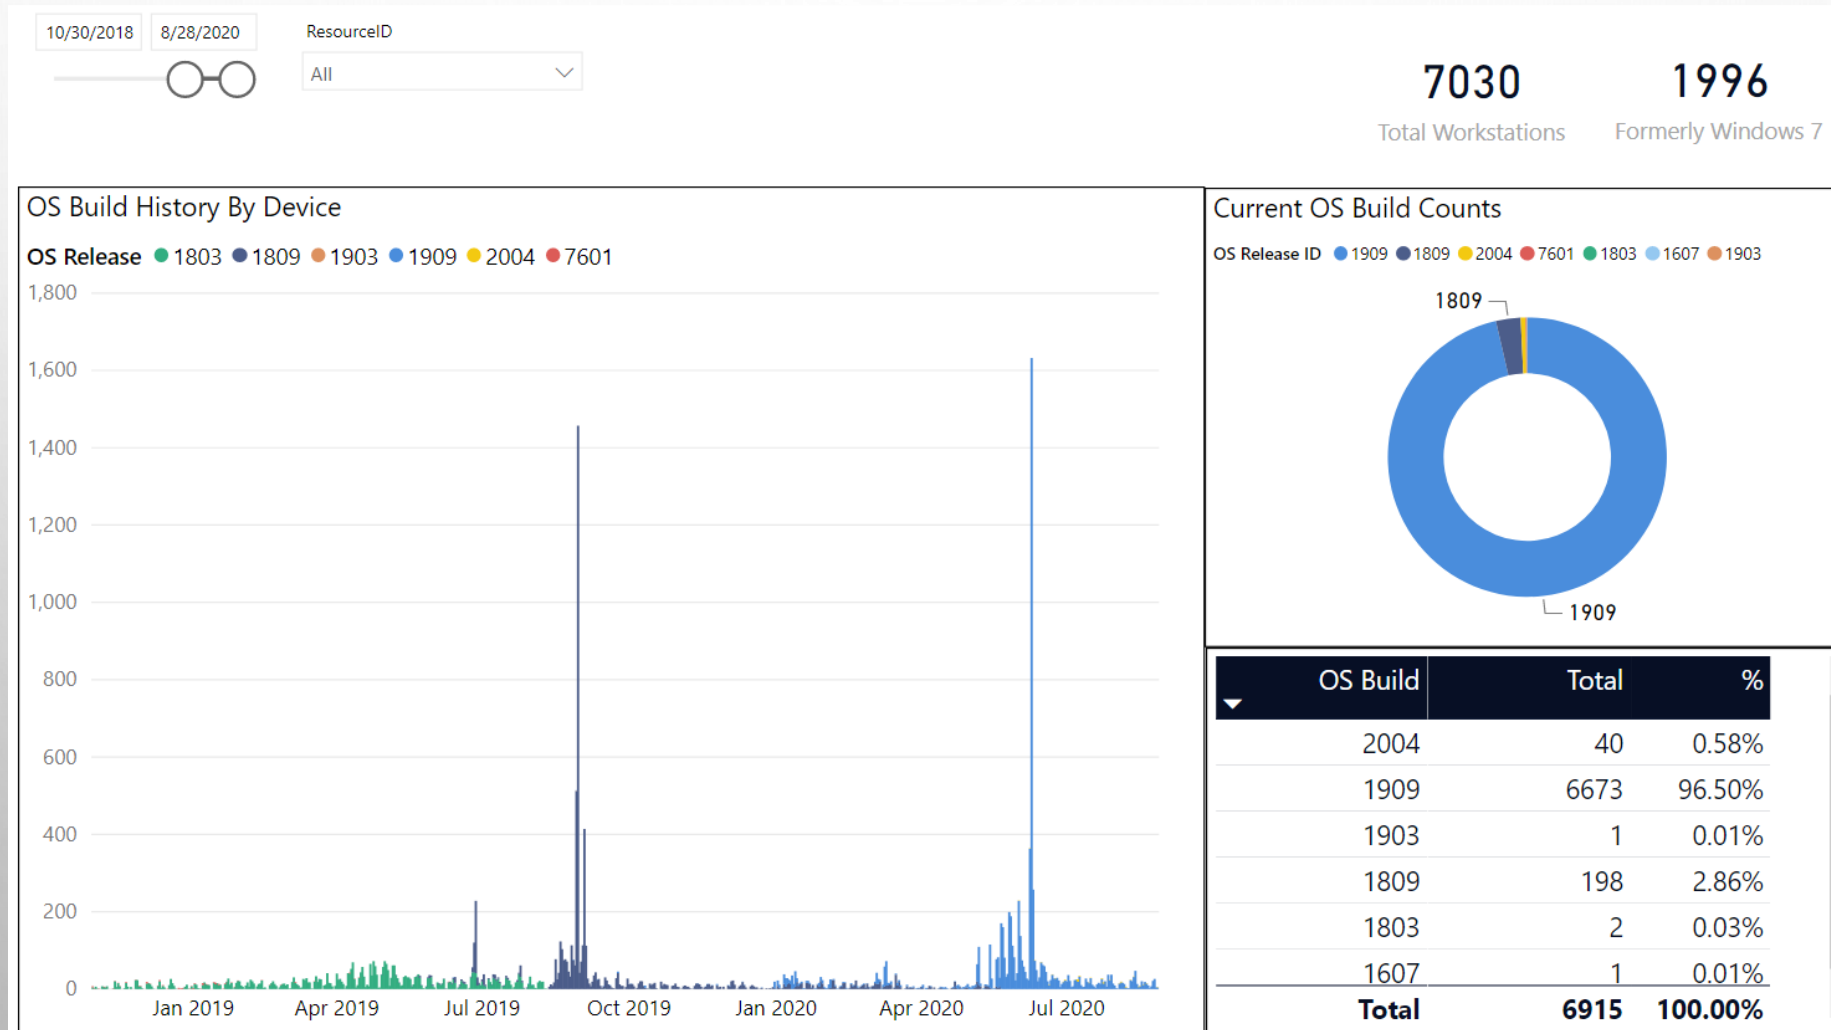 10/30/2018 8/28/2020
ResourceID
All
7030
Total Workstations
1996
Formerly Windows 7
OS Build History By Device
OS Release 1803 1809 1903 1909 2004 7601
1,800
1,600
1,400
1,200
1,000
800
600
400
200
0
Jan 2019 Apr 2019 Jul 2019 Oct 2019 Jan 2020 Apr 2020 Jul 2020
Current OS Build Counts
OS Release ID 1909 1809 2004 7601 1803 1607 1903
1809
1909
OS Build Total %
2004 40 0.58%
1909 6673 96.50%
1903 1 0.01%
1809 198 2.86%
1803 2 0.03%
1607 1 0.01%
Total 6915 100.00%